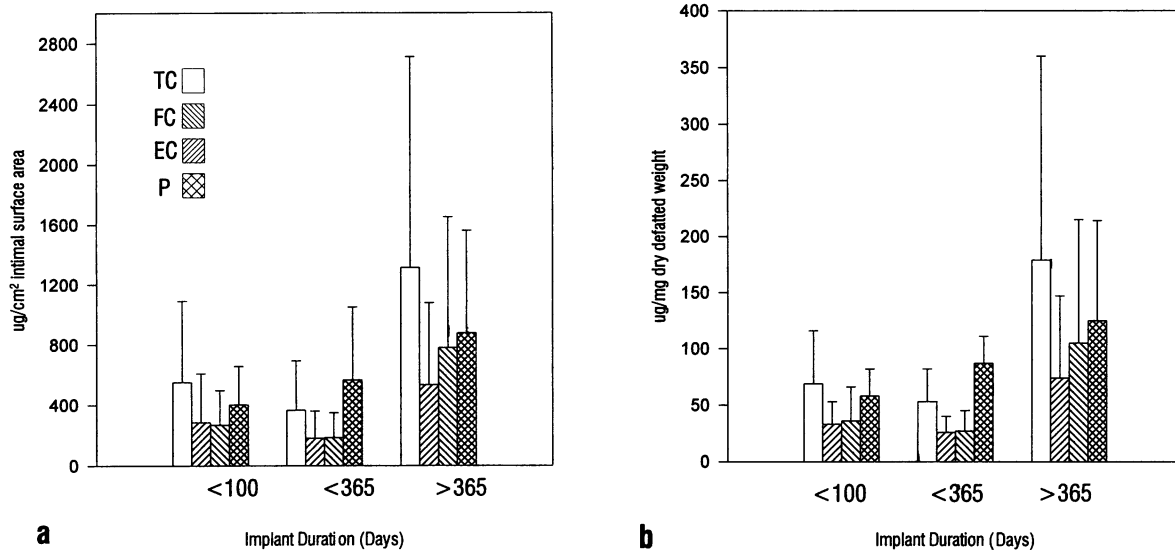 2800
2400
2000
1600
1200
800
400
0
ug/cm² intimal surface area
TC
FC
EC
P
<100 <365 >365
a Implant Duration (Days)
400
350
300
250
200
150
100
50
0
ug/mg dry defatted weight
<100 <365 >365
b Implant Duration (Days)